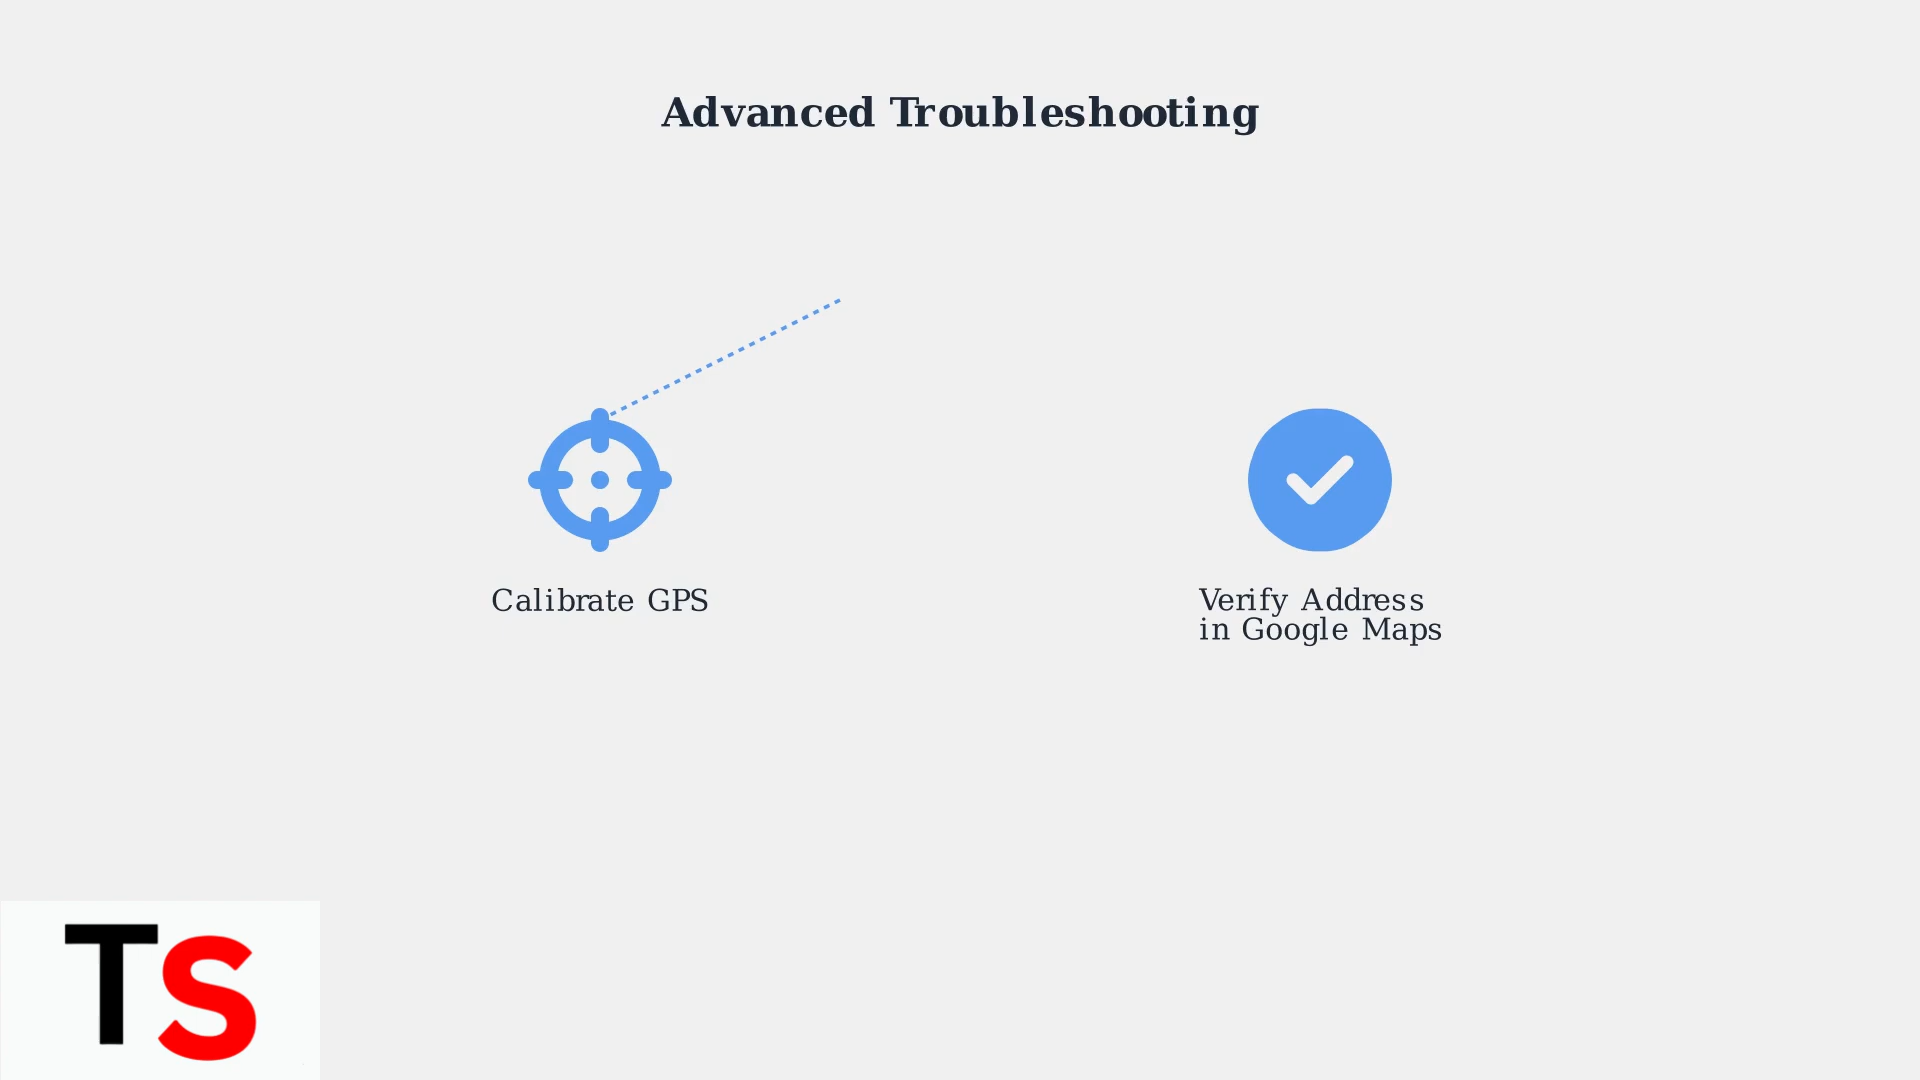 Advanced Troubleshooting
Calibrate GPS
Verify Address
in Google Maps
TS